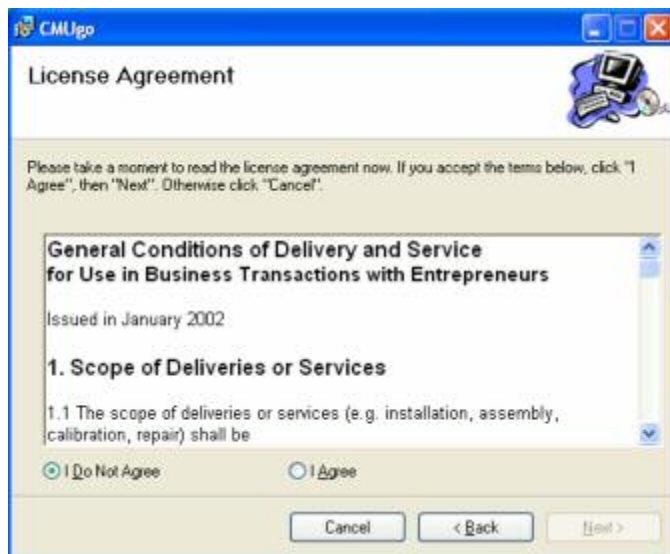 CMUgo
License Agreement
Please take a moment to read the license agreement now. If you accept the terms below, click "I
Agree", then "Next". Otherwise click "Cancel".
General Conditions of Delivery and Service
for Use in Business Transactions with Entrepreneurs
Issued in January 2002
1. Scope of Deliveries or Services
1.1 The scope of deliveries or services (e.g. installation, assembly,
calibration, repair) shall be
I Do Not Agree
I Agree
Cancel
< Back
Next >